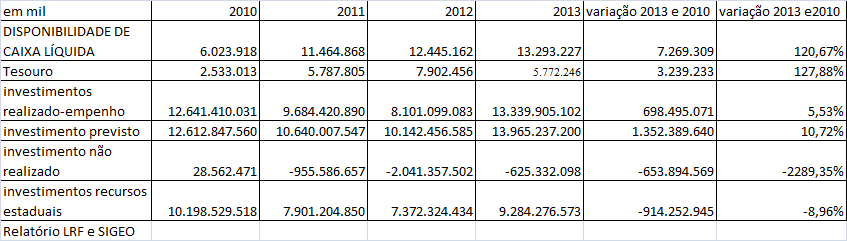 em mil 2010 2011 2012 2013 variação 2013 e 2010 variação 2013 e2010
DISPONIBILIDADE DE
CAIXA LÍQUIDA 6.023.918 11.464.868 12.445.162 13.293.227 7.269.309 120,67%
Tesouro 2.533.013 5.787.805 7.902.456 5.772.246 3.239.233 127,88%
investimentos
realizado-empenho 12.641.410.031 9.684.420.890 8.101.099.083 13.339.905.102 698.495.071 5,53%
investimento previsto 12.612.847.560 10.640.007.547 10.142.456.585 13.965.237.200 1.352.389.640 10,72%
investimento não
realizado 28.562.471 -955.586.657 -2.041.357.502 -625.332.098 -653.894.569 -2289,35%
investimentos recursos
estaduais 10.198.529.518 7.901.204.850 7.372.324.434 9.284.276.573 -914.252.945 -8,96%
Relatório LRF e SIGEO